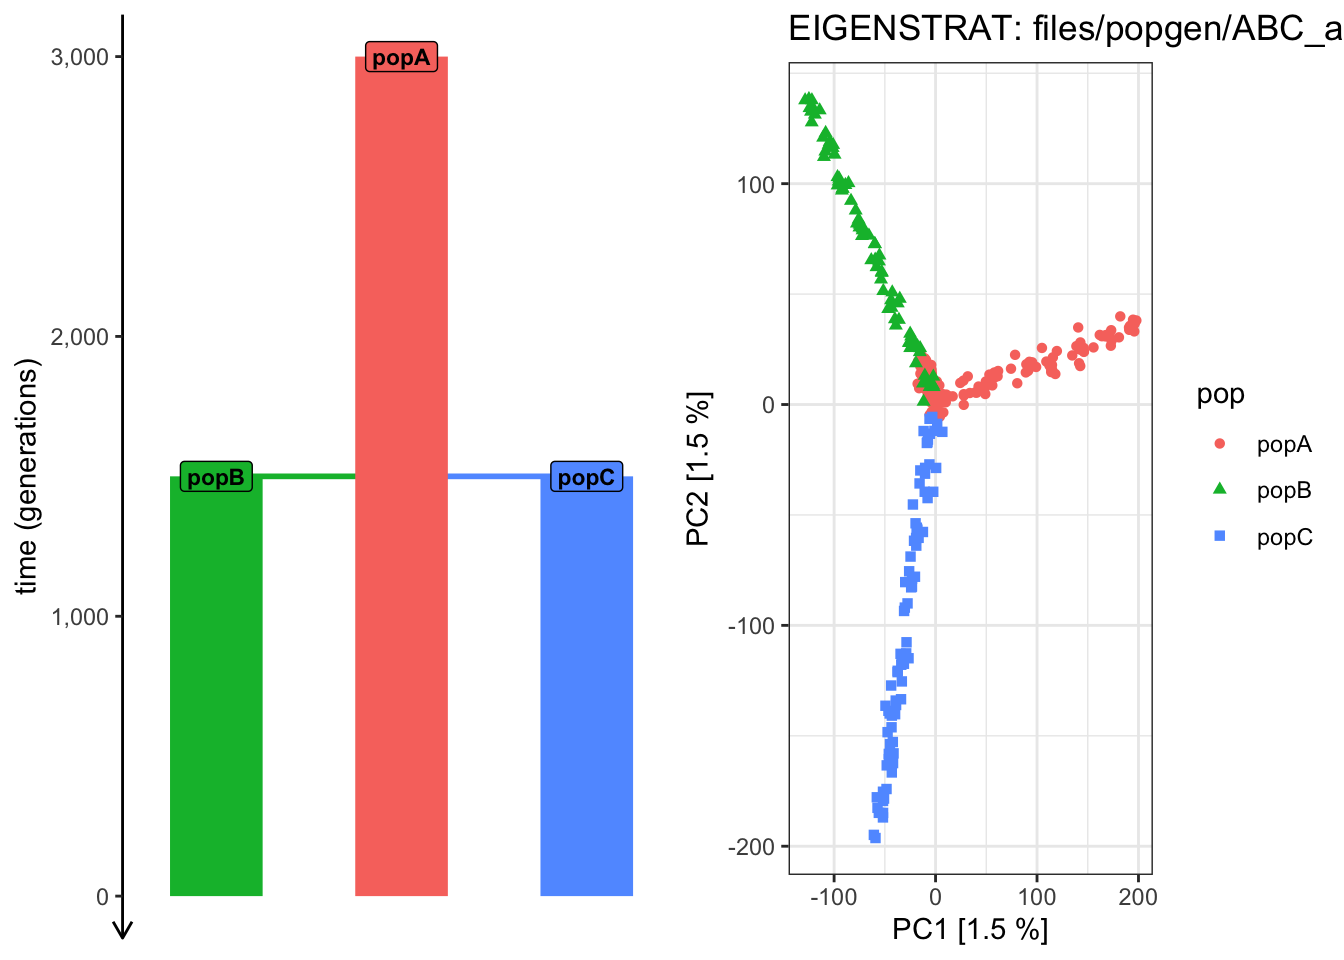 time (generations)
3,000
2,000
1,000
0
popA
popB
popC
EIGENSTRAT: files/popgen/ABC_a
PC2 [1.5 %]
100
0
-100
-200
-100
0
100
200
PC1 [1.5 %]
pop
popA
popB
popC